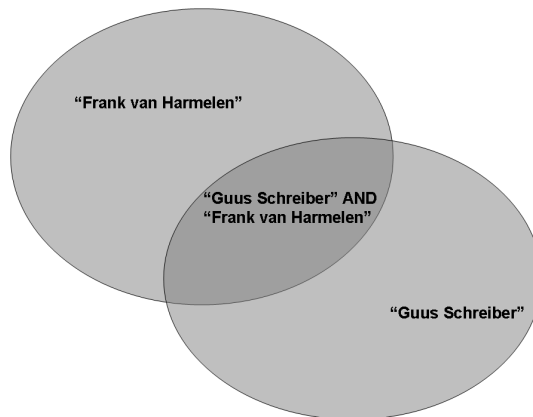 “Frank van Harmelen”
“Guus Schreiber” AND
“Frank van Harmelen”
“Guus Schreiber”